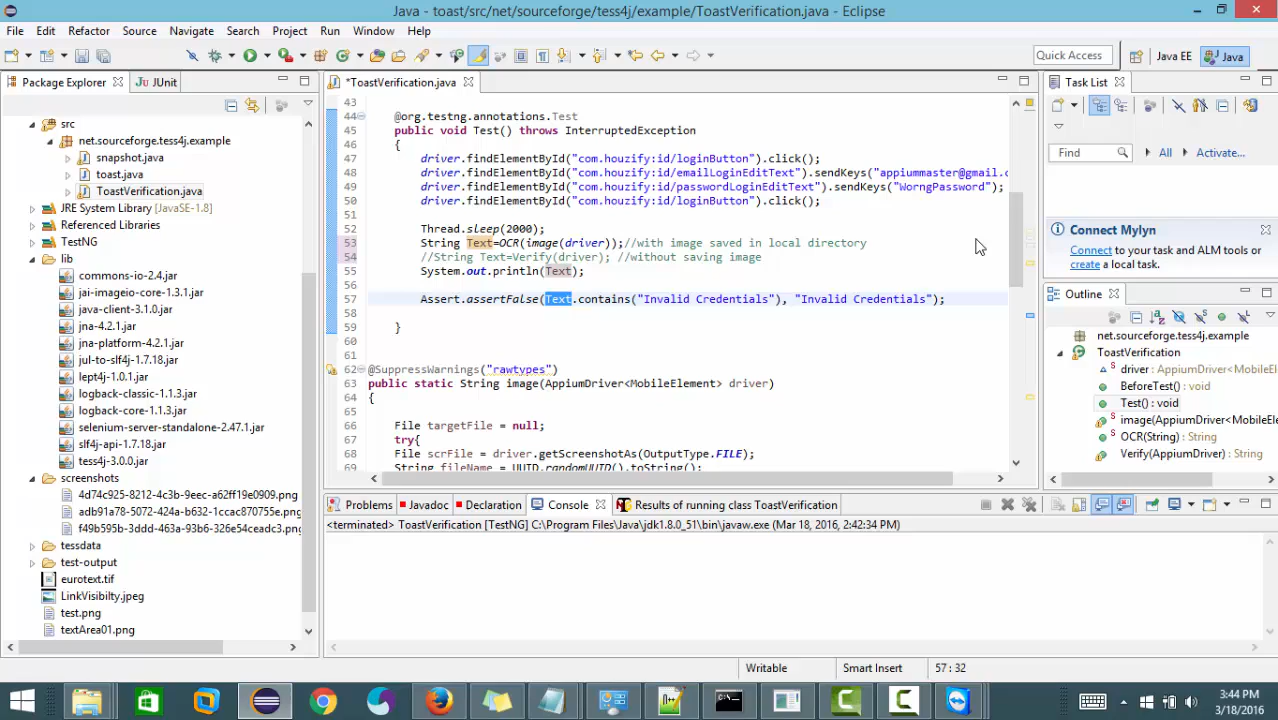 Java - toast/src/net/sourceforge/tess4j/example/ToastVerification.java - Eclipse
File Edit Refactor Source Navigate Search Project Run Window Help
Quick Access
Java EE
Java
Package Explorer
JUnit
src
net.sourceforge.tess4j.example
snapshot.java
toast.java
ToastVerification.java
JRE System Library [JavaSE-1.8]
Referenced Libraries
TestNG
lib
commons-io-2.4.jar
jai-imageio-core-1.3.1.jar
java-client-3.1.0.jar
jna-4.2.1.jar
jna-platform-4.2.1.jar
jul-to-slf4j-1.7.18.jar
lept4j-1.0.1.jar
logback-classic-1.1.3.jar
logback-core-1.1.3.jar
selenium-server-standalone-2.47.1.jar
slf4j-api-1.7.18.jar
tess4j-3.0.0.jar
screenshots
4d74c925-8212-4c3b-9eec-a62ff19e0909.png
adb91a78-5072-424a-b632-1ccac870755e.png
f49b595b-3ddd-463a-93b6-326e54ceadc3.png
tessdata
test-output
eurotext.tif
LinkVisibilty.jpeg
test.png
textArea01.png
*ToastVerification.java
43
44 @org.testng.annotations.Test
45 public void Test() throws InterruptedException
46 {
47 driver.findElementById("com.houzify:id/loginButton").click();
48 driver.findElementById("com.houzify:id/emailLoginEditText").sendKeys("appiummaster@gmail.c
49 driver.findElementById("com.houzify:id/passwordLoginEditText").sendKeys("WorngPassword");
50 driver.findElementById("com.houzify:id/loginButton").click();
51
52 Thread.sleep(2000);
53 String Text=OCR(image(driver));//with image saved in local directory
54 //String Text=Verify(driver); //without saving image
55 System.out.println(Text);
56
57 Assert.assertFalse(Text.contains("Invalid Credentials"), "Invalid Credentials");
58
59 }
60
61
62 @SuppressWarnings("rawtypes")
63 public static String image(AppiumDriver<MobileElement> driver)
64 {
65
66 File targetFile = null;
67 try{
68 File scrFile = driver.getScreenshotAs(OutputType.FILE);
69 String fileName = UUID.randomUUID().toString();
Task List
Find
All
Activate...
Connect Mylyn
Connect to your task and ALM tools or
create a local task.
Outline
net.sourceforge.tess4j.example
ToastVerification
driver : AppiumDriver<MobileEl
BeforeTest() : void
Test() : void
image(AppiumDriver<MobileEle
OCR(String) : String
Verify(AppiumDriver) : String
Problems
Javadoc
Declaration
Console
Results of running class ToastVerification
<terminated> ToastVerification [TestNG] C:\Program Files\Java\jdk1.8.0_51\bin\javaw.exe (Mar 18, 2016, 2:42:34 PM)
Writable
Smart Insert
57 : 32
3:44 PM
3/18/2016